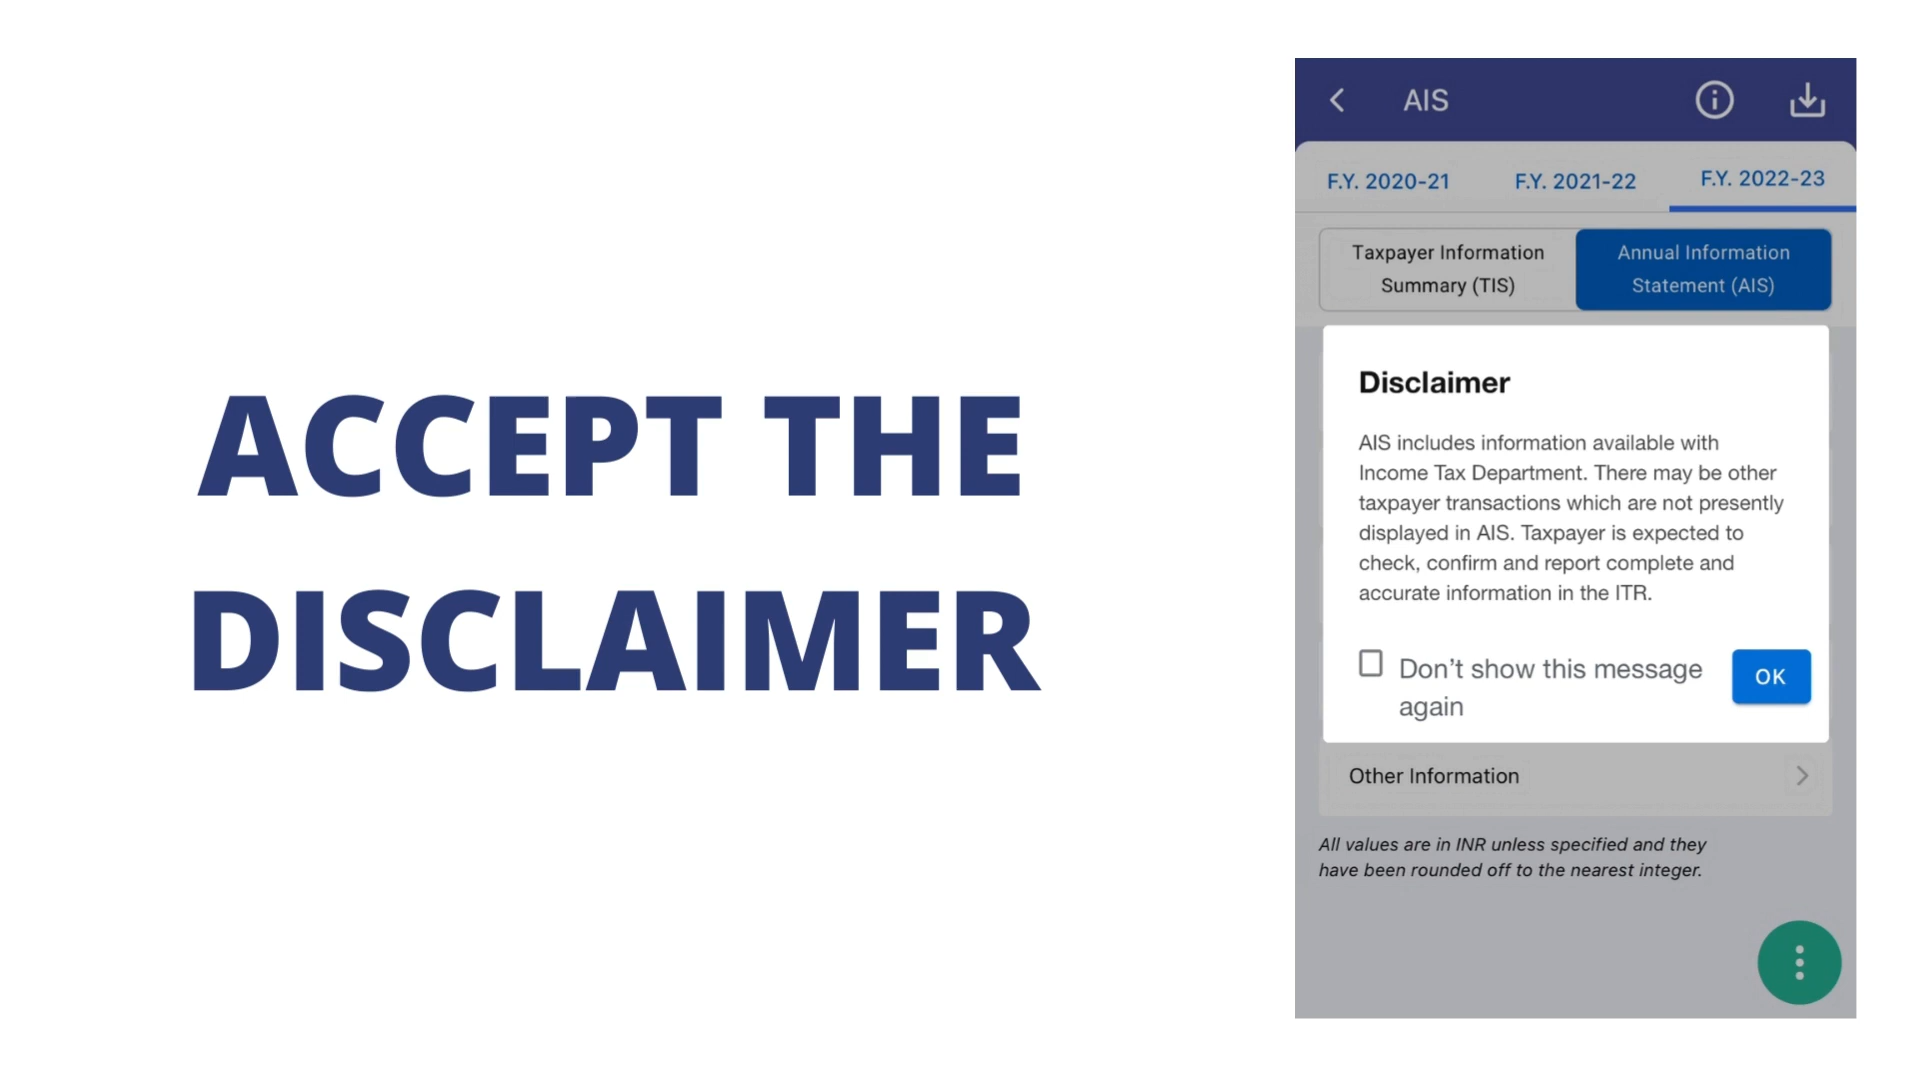 ACCEPT THE
DISCLAIMER
AIS
F.Y. 2020-21 F.Y. 2021-22 F.Y. 2022-23
Taxpayer Information
Summary (TIS)
Annual Information
Statement (AIS)
Disclaimer
AIS includes information available with
Income Tax Department. There may be other
taxpayer transactions which are not presently
displayed in AIS. Taxpayer is expected to
check, confirm and report complete and
accurate information in the ITR.
Don't show this message
again
OK
Other Information
All values are in INR unless specified and they
have been rounded off to the nearest integer.